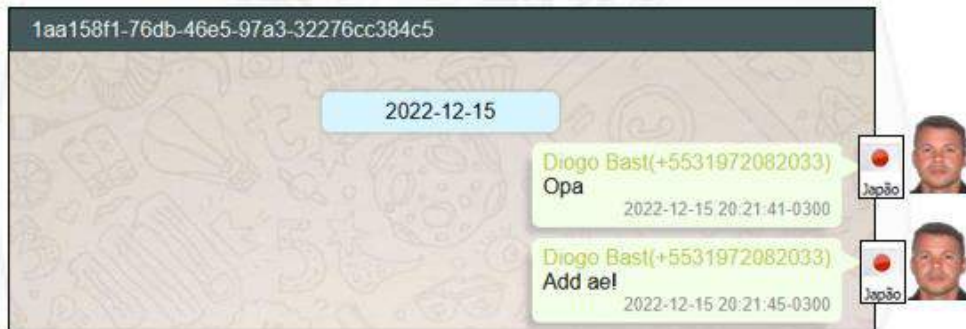 1aa158f1-76db-46e5-97a3-32276cc384c5
2022-12-15
Diogo Bast(+5531972082033)
Opa
2022-12-15 20:21:41-0300
Japão
Diogo Bast(+5531972082033)
Add ae!
2022-12-15 20:21:45-0300
Japão